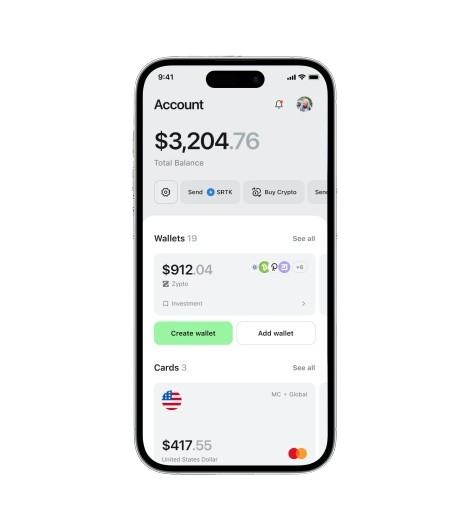 9:41
Account
$3,204.76
Total Balance
Send SRTK
Buy Crypto
Send
Wallets 19
See all
$912.04
+6
Zypto
Investment
Create wallet
Add wallet
Cards 3
See all
MC • Global
$417.55
United States Dollar